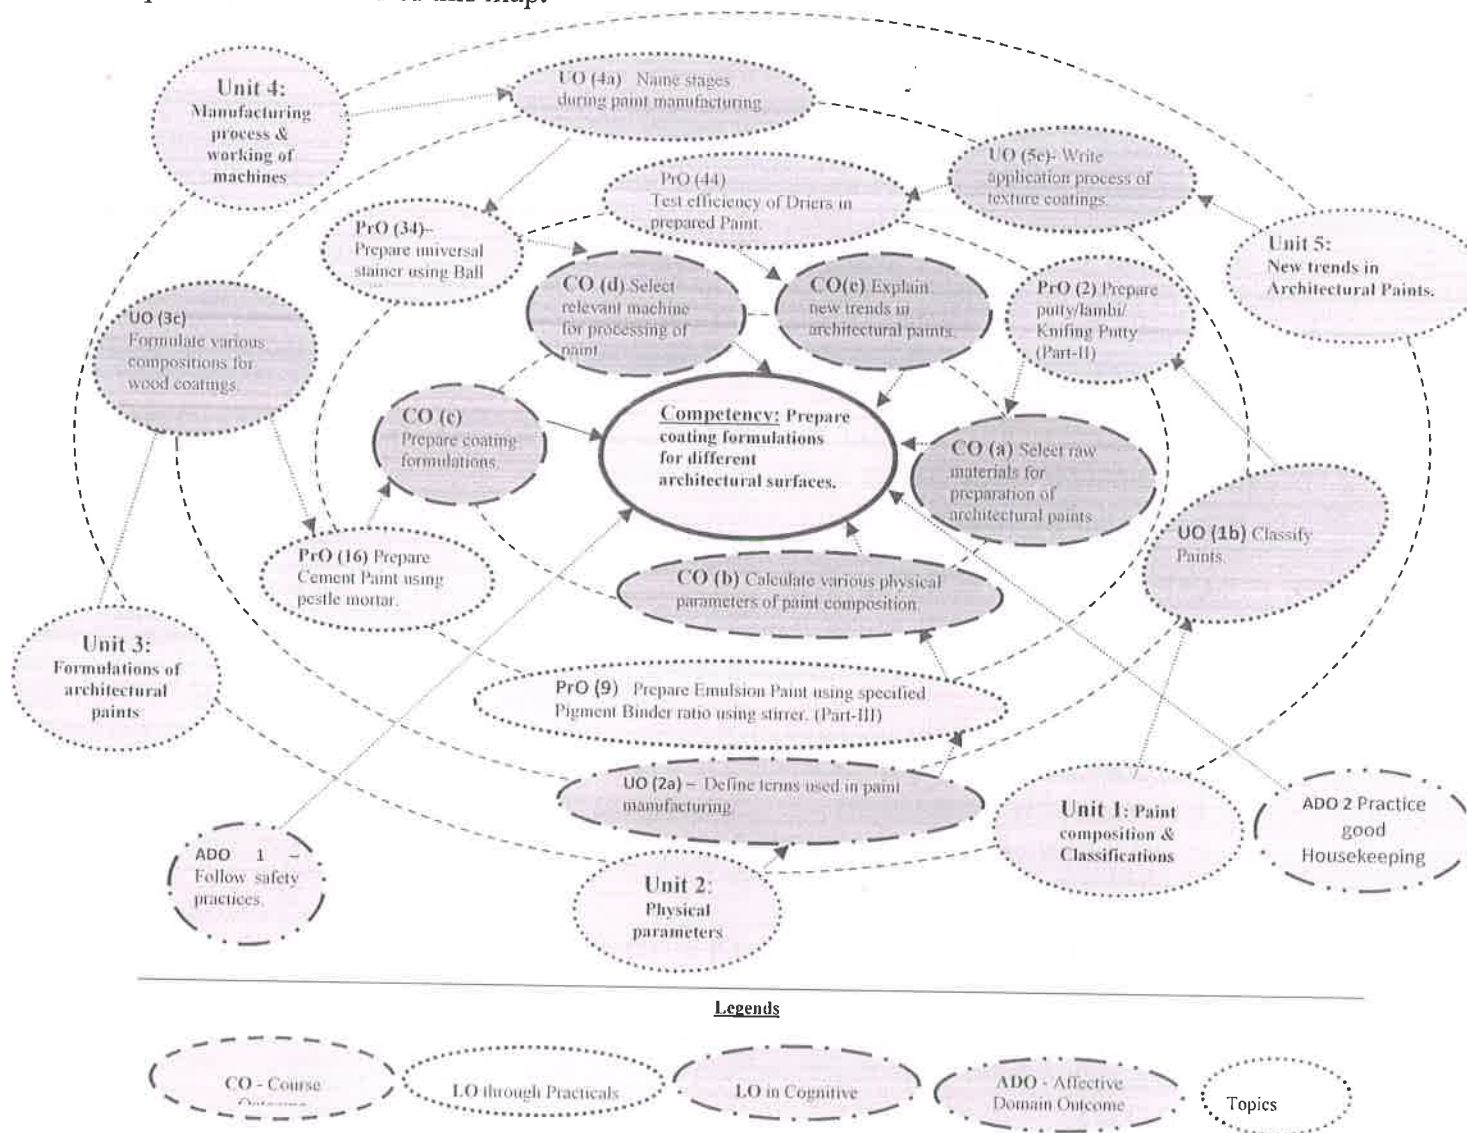 this map.
Unit 4:
Manufacturing
process &
working of
machines
UO (4a) Name stages
during paint manufacturing
UO (5c)- Write
application process of
texture coatings.
PrO (44)
Test efficiency of Driers in
prepared Paint.
PrO (34)–
Prepare universal
stainer using Ball
Unit 5:
New trends in
Architectural Paints.
CO (d) Select
relevant machine
for processing of
paint
CO(e) Explain
new trends in
architectural paints.
PrO (2) Prepare
putty/lambi/
Knifing Putty
(Part-II)
UO (3c)
Formulate various
compositions for
wood coatings.
CO (c)
Prepare coating
formulations.
Competency: Prepare
coating formulations
for different
architectural surfaces.
CO (a) Select raw
materials for
preparation of
architectural paints
UO (1b) Classify
Paints.
PrO (16) Prepare
Cement Paint using
pestle mortar.
CO (b) Calculate various physical
parameters of paint composition.
Unit 3:
Formulations of
architectural
paints
PrO (9) Prepare Emulsion Paint using specified
Pigment Binder ratio using stirrer. (Part-III)
UO (2a) – Define terms used in paint
manufacturing.
Unit 1: Paint
composition &
Classifications
ADO 2 Practice
good
Housekeeping
ADO 1 –
Follow safety
practices.
Unit 2:
Physical
parameters
Legends
CO - Course
LO through Practicals
LO in Cognitive
ADO - Affective
Domain Outcome
Topics